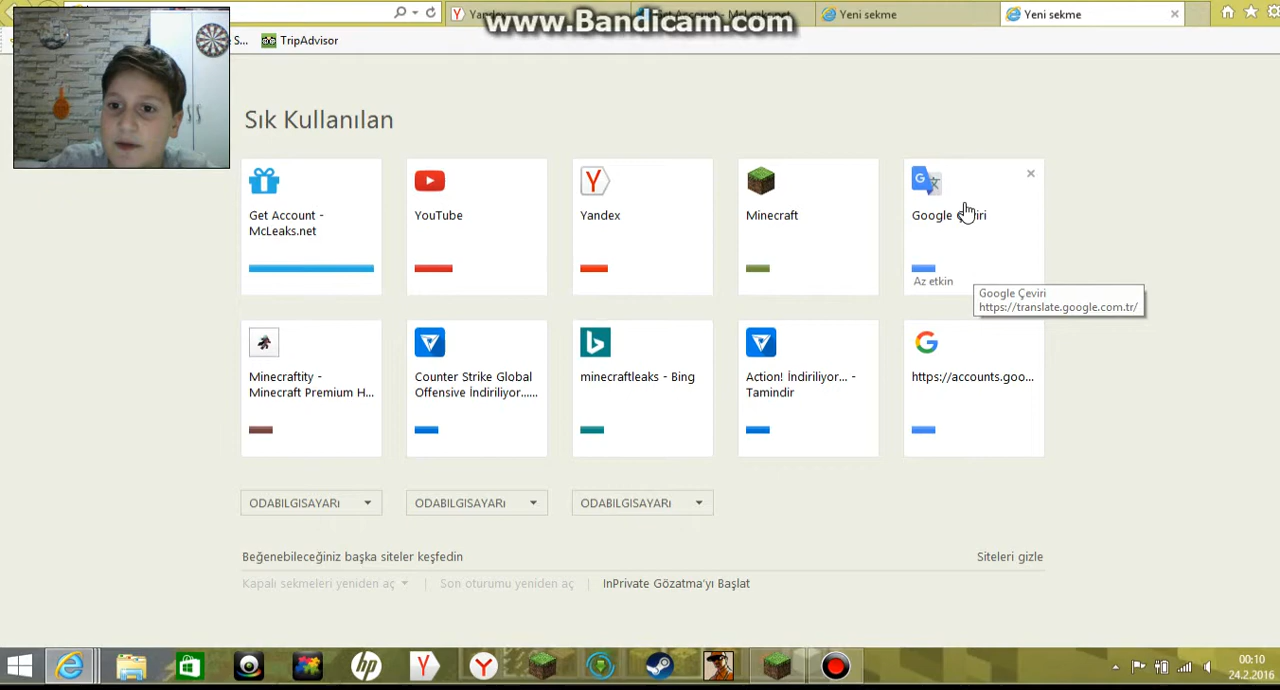 www.Bandicam.com
Yeni sekme
Yeni sekme
S...
TripAdvisor
Sık Kullanılan
Get Account -
McLeaks.net
YouTube
Yandex
Minecraft
Google Çeviri
Az etkin
Google Çeviri
https://translate.google.com.tr/
Minecraftity -
Minecraft Premium H...
Counter Strike Global
Offensive İndiriliyor......
minecraftleaks - Bing
Action! İndiriliyor... -
Tamindir
https://accounts.goo...
ODABILGISAYARı
ODABILGISAYARı
ODABILGISAYARı
Beğenebileceğiniz başka siteler keşfedin
Siteleri gizle
Kapalı sekmeleri yeniden aç
Son oturumu yeniden aç
InPrivate Gözatma'yı Başlat
00:10
24.2.2016